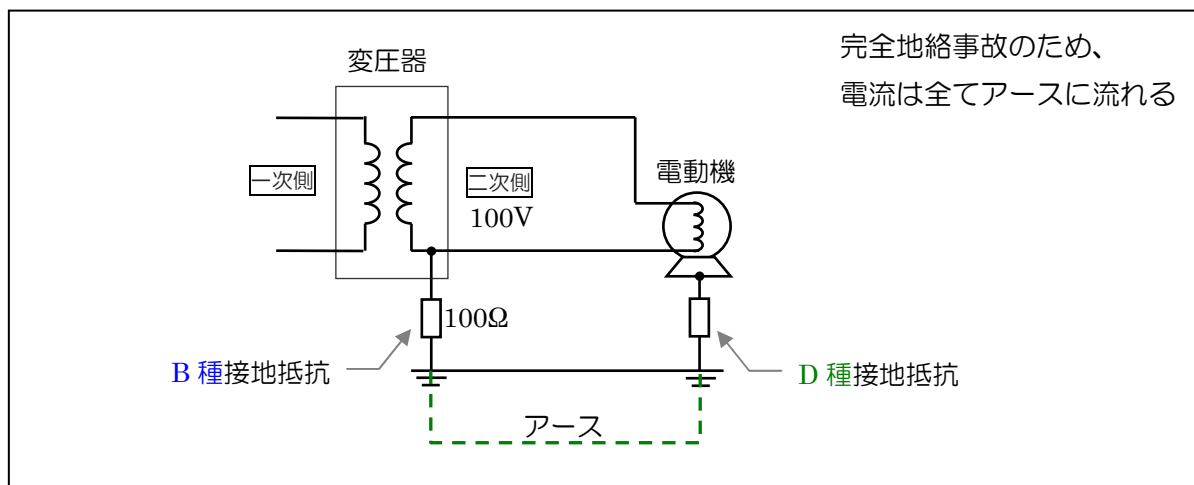 完全地絡事故のため、
電流は全てアースに流れる
変圧器
一次側
二次側
100V
電動機
100Ω
B 種接地抵抗
D 種接地抵抗
アース